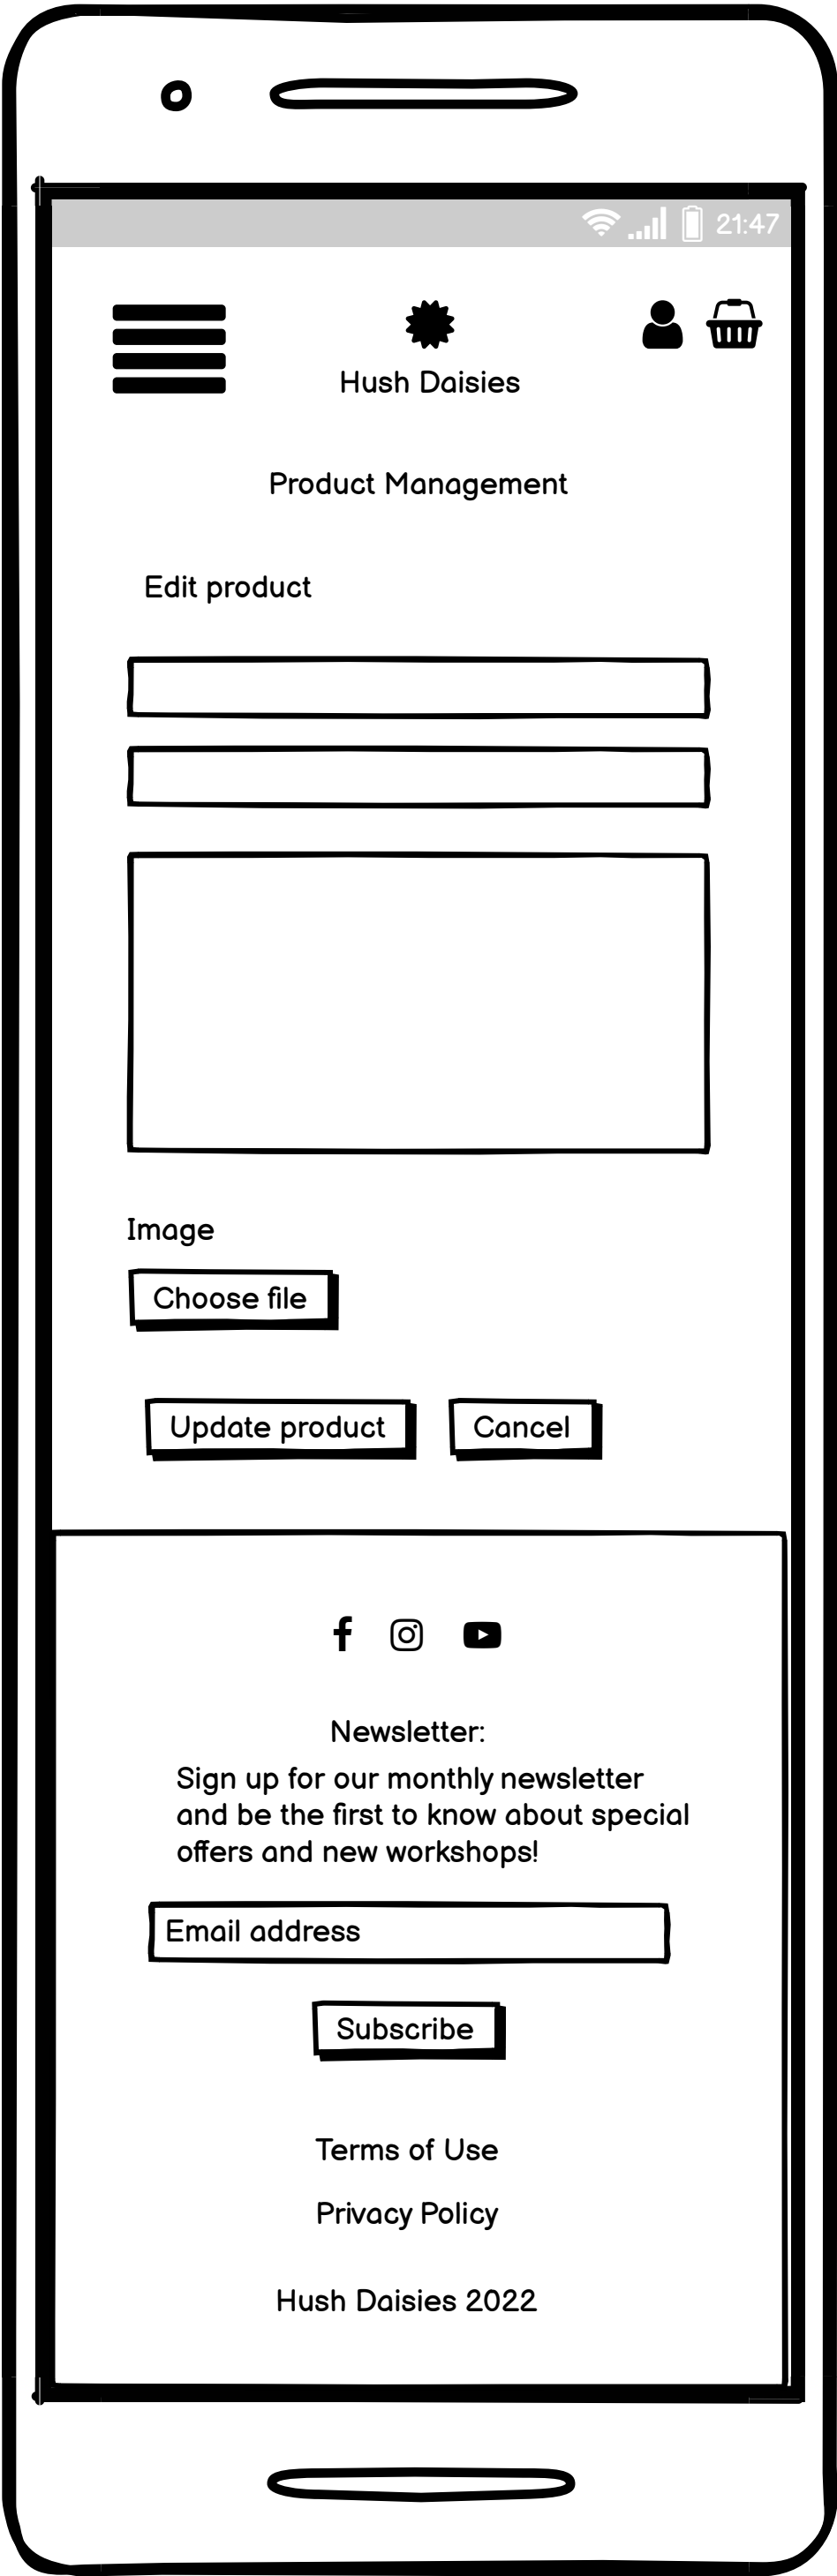 21:47
Hush Daisies
Product Management
Edit product
Image
Choose file
Update product
Cancel
Newsletter:
Sign up for our monthly newsletter
and be the first to know about special
offers and new workshops!
Email address
Subscribe
Terms of Use
Privacy Policy
Hush Daisies 2022